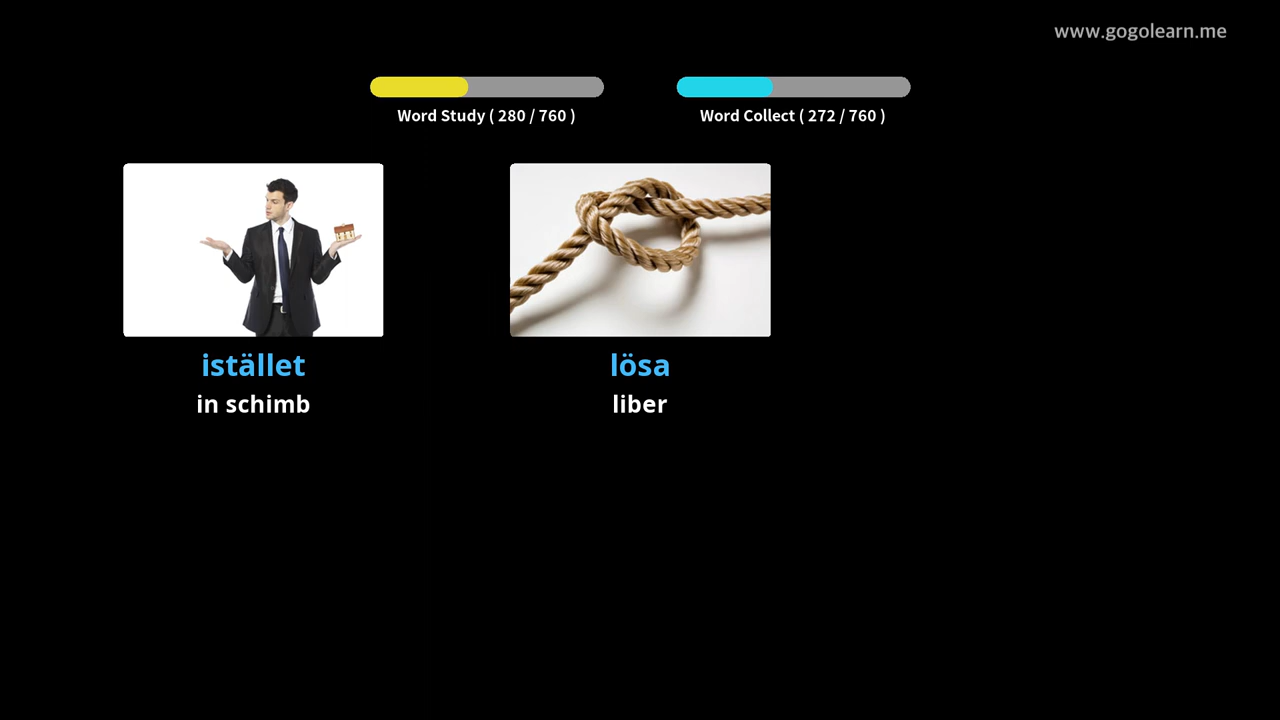 www.gogolearn.me
Word Study ( 280 / 760 )
Word Collect ( 272 / 760 )
istället
in schimb
lösa
liber